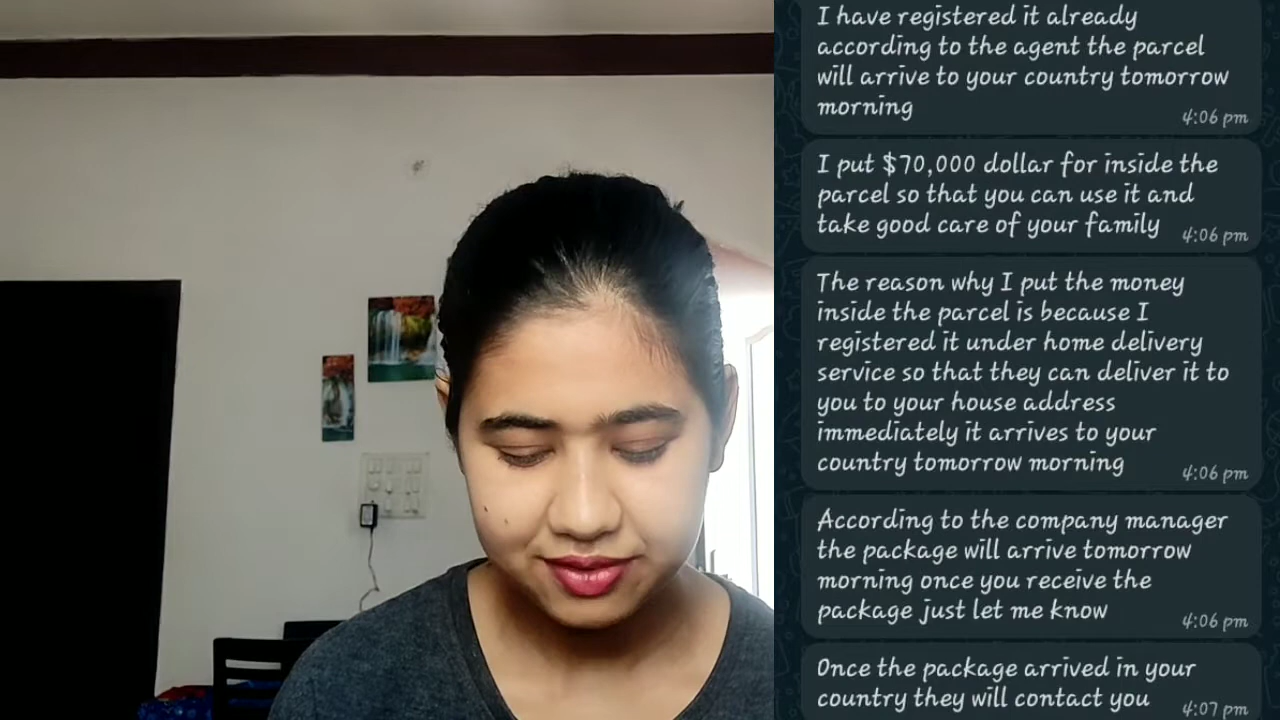 I have registered it already
according to the agent the parcel
will arrive to your country tomorrow
morning
4:06 pm
I put $70,000 dollar for inside the
parcel so that you can use it and
take good care of your family
4:06 pm
The reason why I put the money
inside the parcel is because I
registered it under home delivery
service so that they can deliver it to
you to your house address
immediately it arrives to your
country tomorrow morning
4:06 pm
According to the company manager
the package will arrive tomorrow
morning once you receive the
package just let me know
4:06 pm
Once the package arrived in your
country they will contact you
4:07 pm